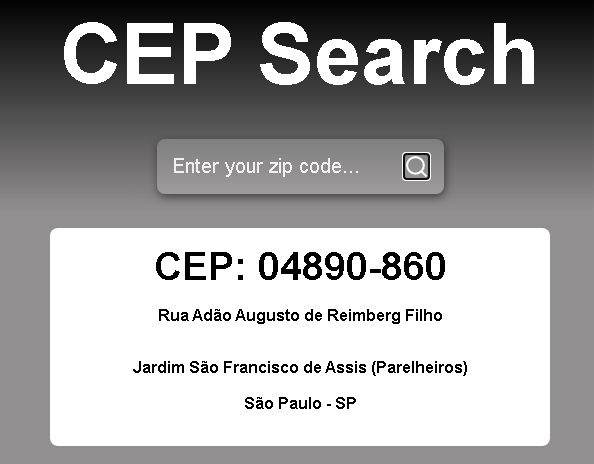 CEP Search
Enter your zip code...
CEP: 04890-860
Rua Adão Augusto de Reimberg Filho
Jardim São Francisco de Assis (Parelheiros)
São Paulo - SP